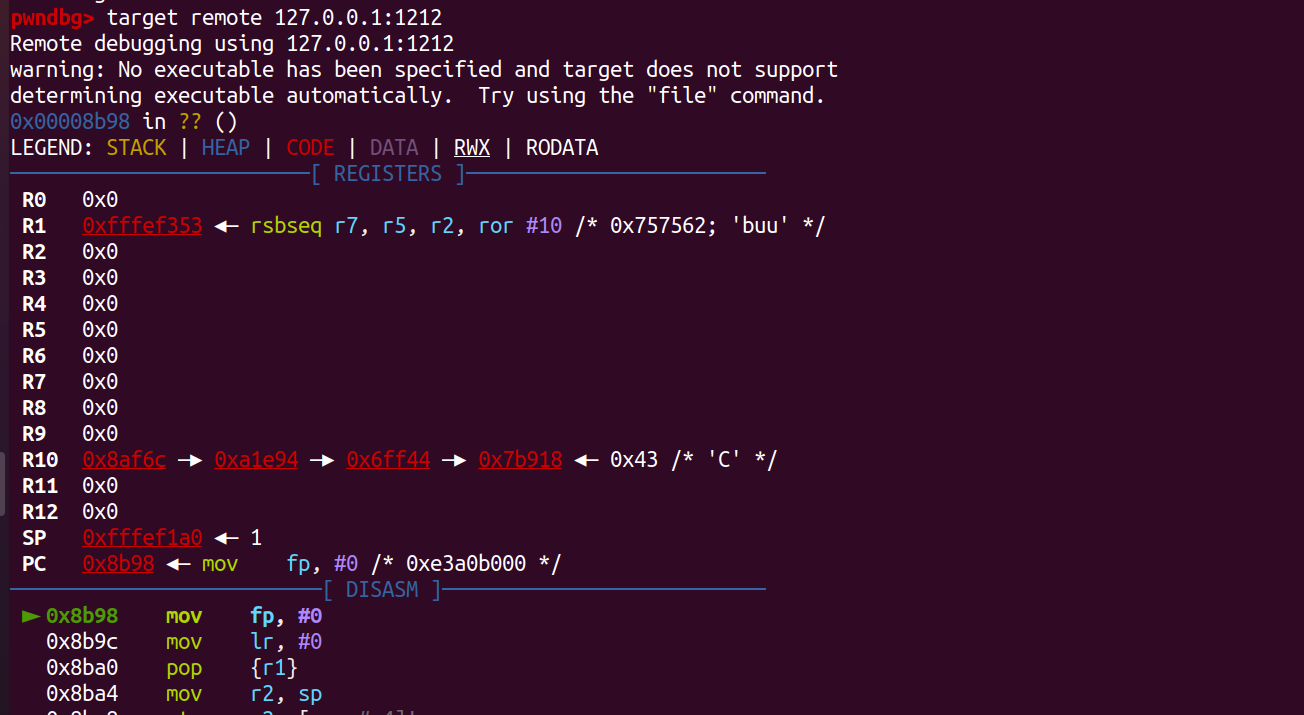 pwndbg> target remote 127.0.0.1:1212
Remote debugging using 127.0.0.1:1212
warning: No executable has been specified and target does not support
determining executable automatically.  Try using the "file" command.
0x00008b98 in ?? ()
LEGEND: STACK | HEAP | CODE | DATA | RWX | RODATA
[ REGISTERS ]
R0   0x0
R1   0xfffef353 ◂— rsbseq r7, r5, r2, ror #10 /* 0x757562; 'buu' */
R2   0x0
R3   0x0
R4   0x0
R5   0x0
R6   0x0
R7   0x0
R8   0x0
R9   0x0
R10  0x8af6c —▸ 0xa1e94 —▸ 0x6ff44 —▸ 0x7b918 ◂— 0x43 /* 'C' */
R11  0x0
R12  0x0
SP   0xfffef1a0 ◂— 1
PC   0x8b98 ◂— mov    fp, #0 /* 0xe3a0b000 */
[ DISASM ]
► 0x8b98    mov    fp, #0
0x8b9c    mov    lr, #0
0x8ba0    pop    {r1}
0x8ba4    mov    r2, sp